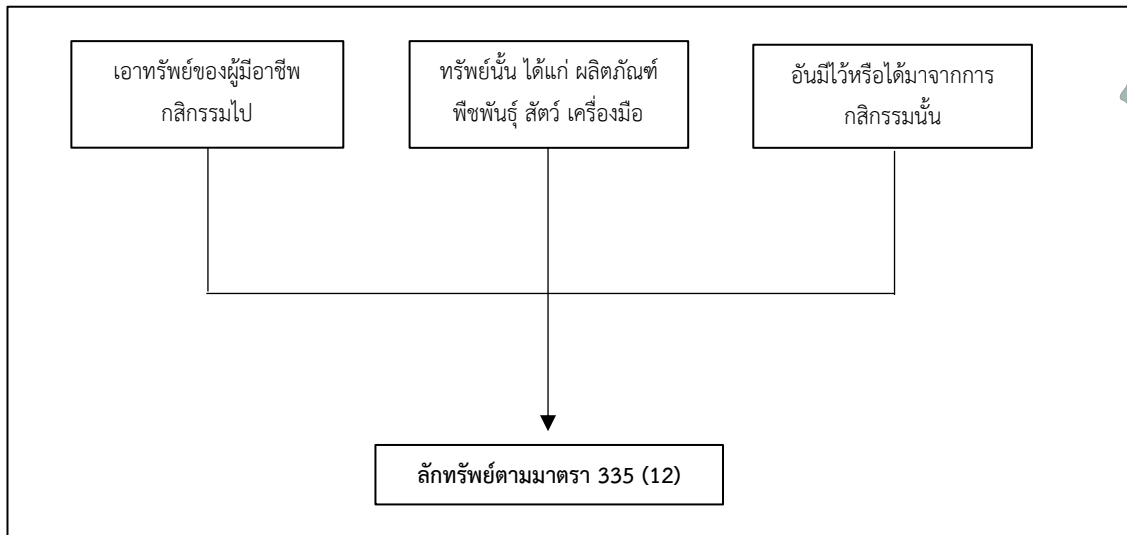 เอาทรัพย์ของผู้มีอาชีพ
กสิกรรมไป
ทรัพย์นั้น ได้แก่ ผลิตภัณฑ์
พืชพันธุ์ สัตว์ เครื่องมือ
อันมีไว้หรือได้มาจากการ
กสิกรรมนั้น
ลักทรัพย์ตามมาตรา 335 (12)